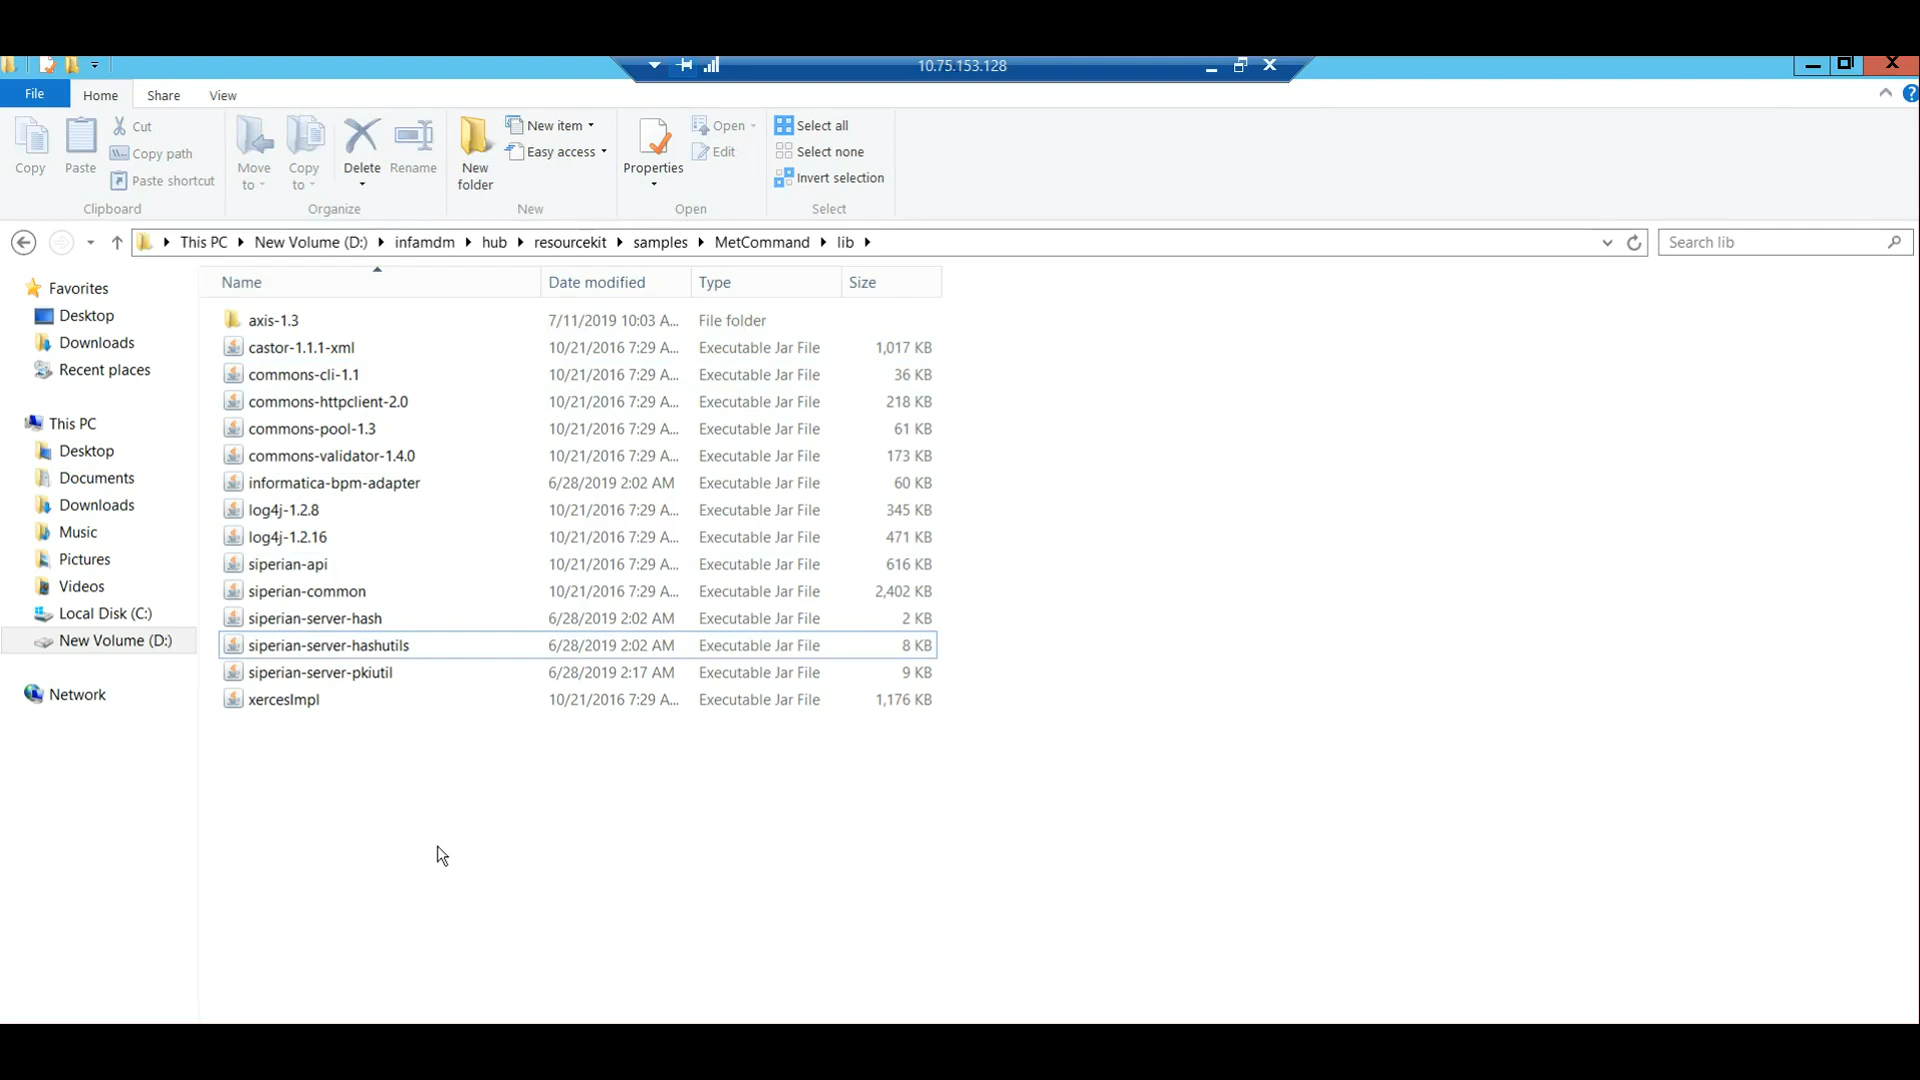 10.75.153.128
File Home Share View
Copy
Paste
Cut
Copy path
Paste shortcut
Clipboard
Move to
Copy to
Delete
Rename
Organize
New folder
New item
Easy access
New
Properties
Open
Edit
Open
Select all
Select none
Invert selection
Select
This PC New Volume (D:) infamdm hub resourcekit samples MetCommand lib
Search lib
Favorites
Desktop
Downloads
Recent places
This PC
Desktop
Documents
Downloads
Music
Pictures
Videos
Local Disk (C:)
New Volume (D:)
Network
Name Date modified Type Size
axis-1.3 7/11/2019 10:03 A... File folder
castor-1.1.1-xml 10/21/2016 7:29 A... Executable Jar File 1,017 KB
commons-cli-1.1 10/21/2016 7:29 A... Executable Jar File 36 KB
commons-httpclient-2.0 10/21/2016 7:29 A... Executable Jar File 218 KB
commons-pool-1.3 10/21/2016 7:29 A... Executable Jar File 61 KB
commons-validator-1.4.0 10/21/2016 7:29 A... Executable Jar File 173 KB
informatica-bpm-adapter 6/28/2019 2:02 AM Executable Jar File 60 KB
log4j-1.2.8 10/21/2016 7:29 A... Executable Jar File 345 KB
log4j-1.2.16 10/21/2016 7:29 A... Executable Jar File 471 KB
siperian-api 10/21/2016 7:29 A... Executable Jar File 616 KB
siperian-common 10/21/2016 7:29 A... Executable Jar File 2,402 KB
siperian-server-hash 6/28/2019 2:02 AM Executable Jar File 2 KB
siperian-server-hashutils 6/28/2019 2:02 AM Executable Jar File 8 KB
siperian-server-pkiutil 6/28/2019 2:17 AM Executable Jar File 9 KB
xercesImpl 10/21/2016 7:29 A... Executable Jar File 1,176 KB